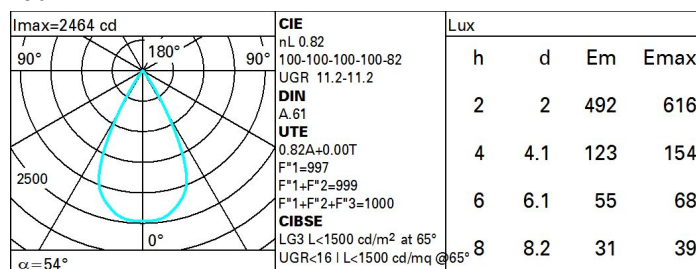 Imax=2464 cd
90° 180° 90°
2500
0°
α=54°
CIE
nL 0.82
100-100-100-100-82
UGR 11.2-11.2
DIN
A.61
UTE
0.82A+0.00T
F"1=997
F"1+F"2=999
F"1+F"2+F"3=1000
CIBSE
LG3 L<1500 cd/m² at 65°
UGR<16 | L<1500 cd/mq @65°
Lux
h d Em Emax
2 2 492 616
4 4.1 123 154
6 6.1 55 68
8 8.2 31 39